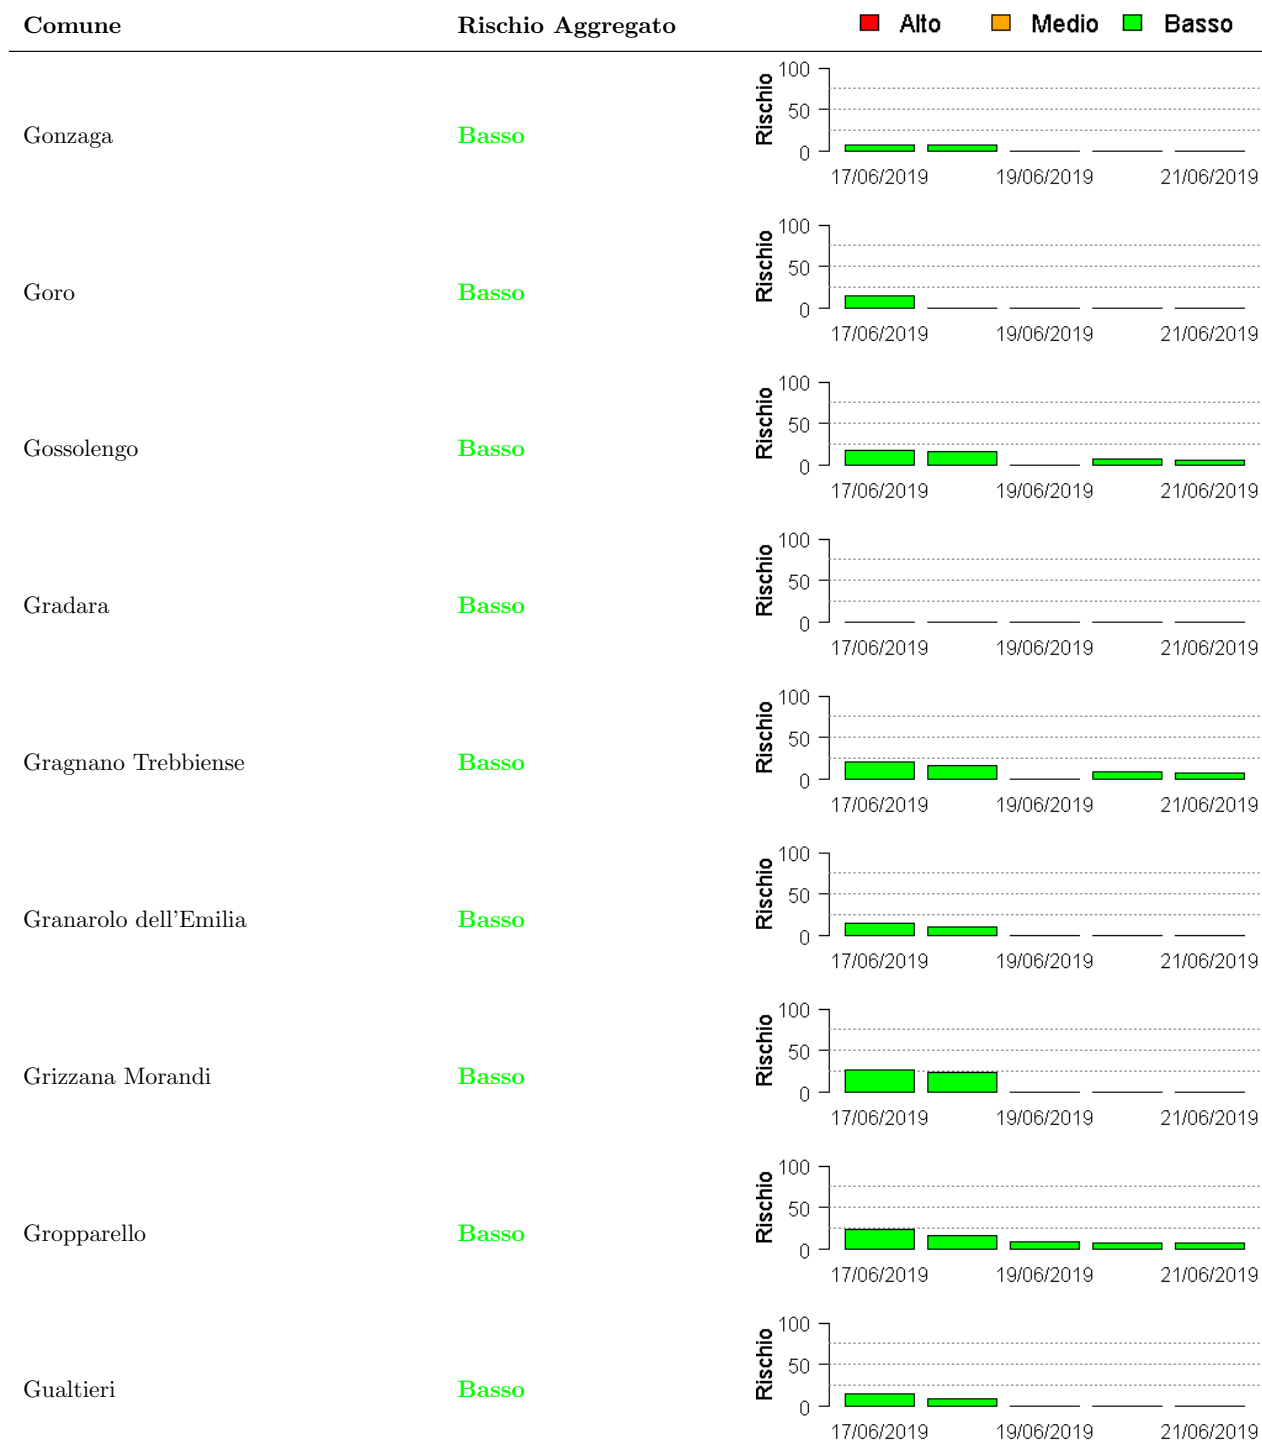 Comune Rischio Aggregato Alto Medio Basso
Gonzaga Basso Rischio 100 50 0
17/06/2019 19/06/2019 21/06/2019
Goro Basso Rischio 100 50 0
17/06/2019 19/06/2019 21/06/2019
Gossolengo Basso Rischio 100 50 0
17/06/2019 19/06/2019 21/06/2019
Gradara Basso Rischio 100 50 0
17/06/2019 19/06/2019 21/06/2019
Gragnano Trebbiense Basso Rischio 100 50 0
17/06/2019 19/06/2019 21/06/2019
Granarolo dell'Emilia Basso Rischio 100 50 0
17/06/2019 19/06/2019 21/06/2019
Grizzana Morandi Basso Rischio 100 50 0
17/06/2019 19/06/2019 21/06/2019
Gropparello Basso Rischio 100 50 0
17/06/2019 19/06/2019 21/06/2019
Gualtieri Basso Rischio 100 50 0
17/06/2019 19/06/2019 21/06/2019